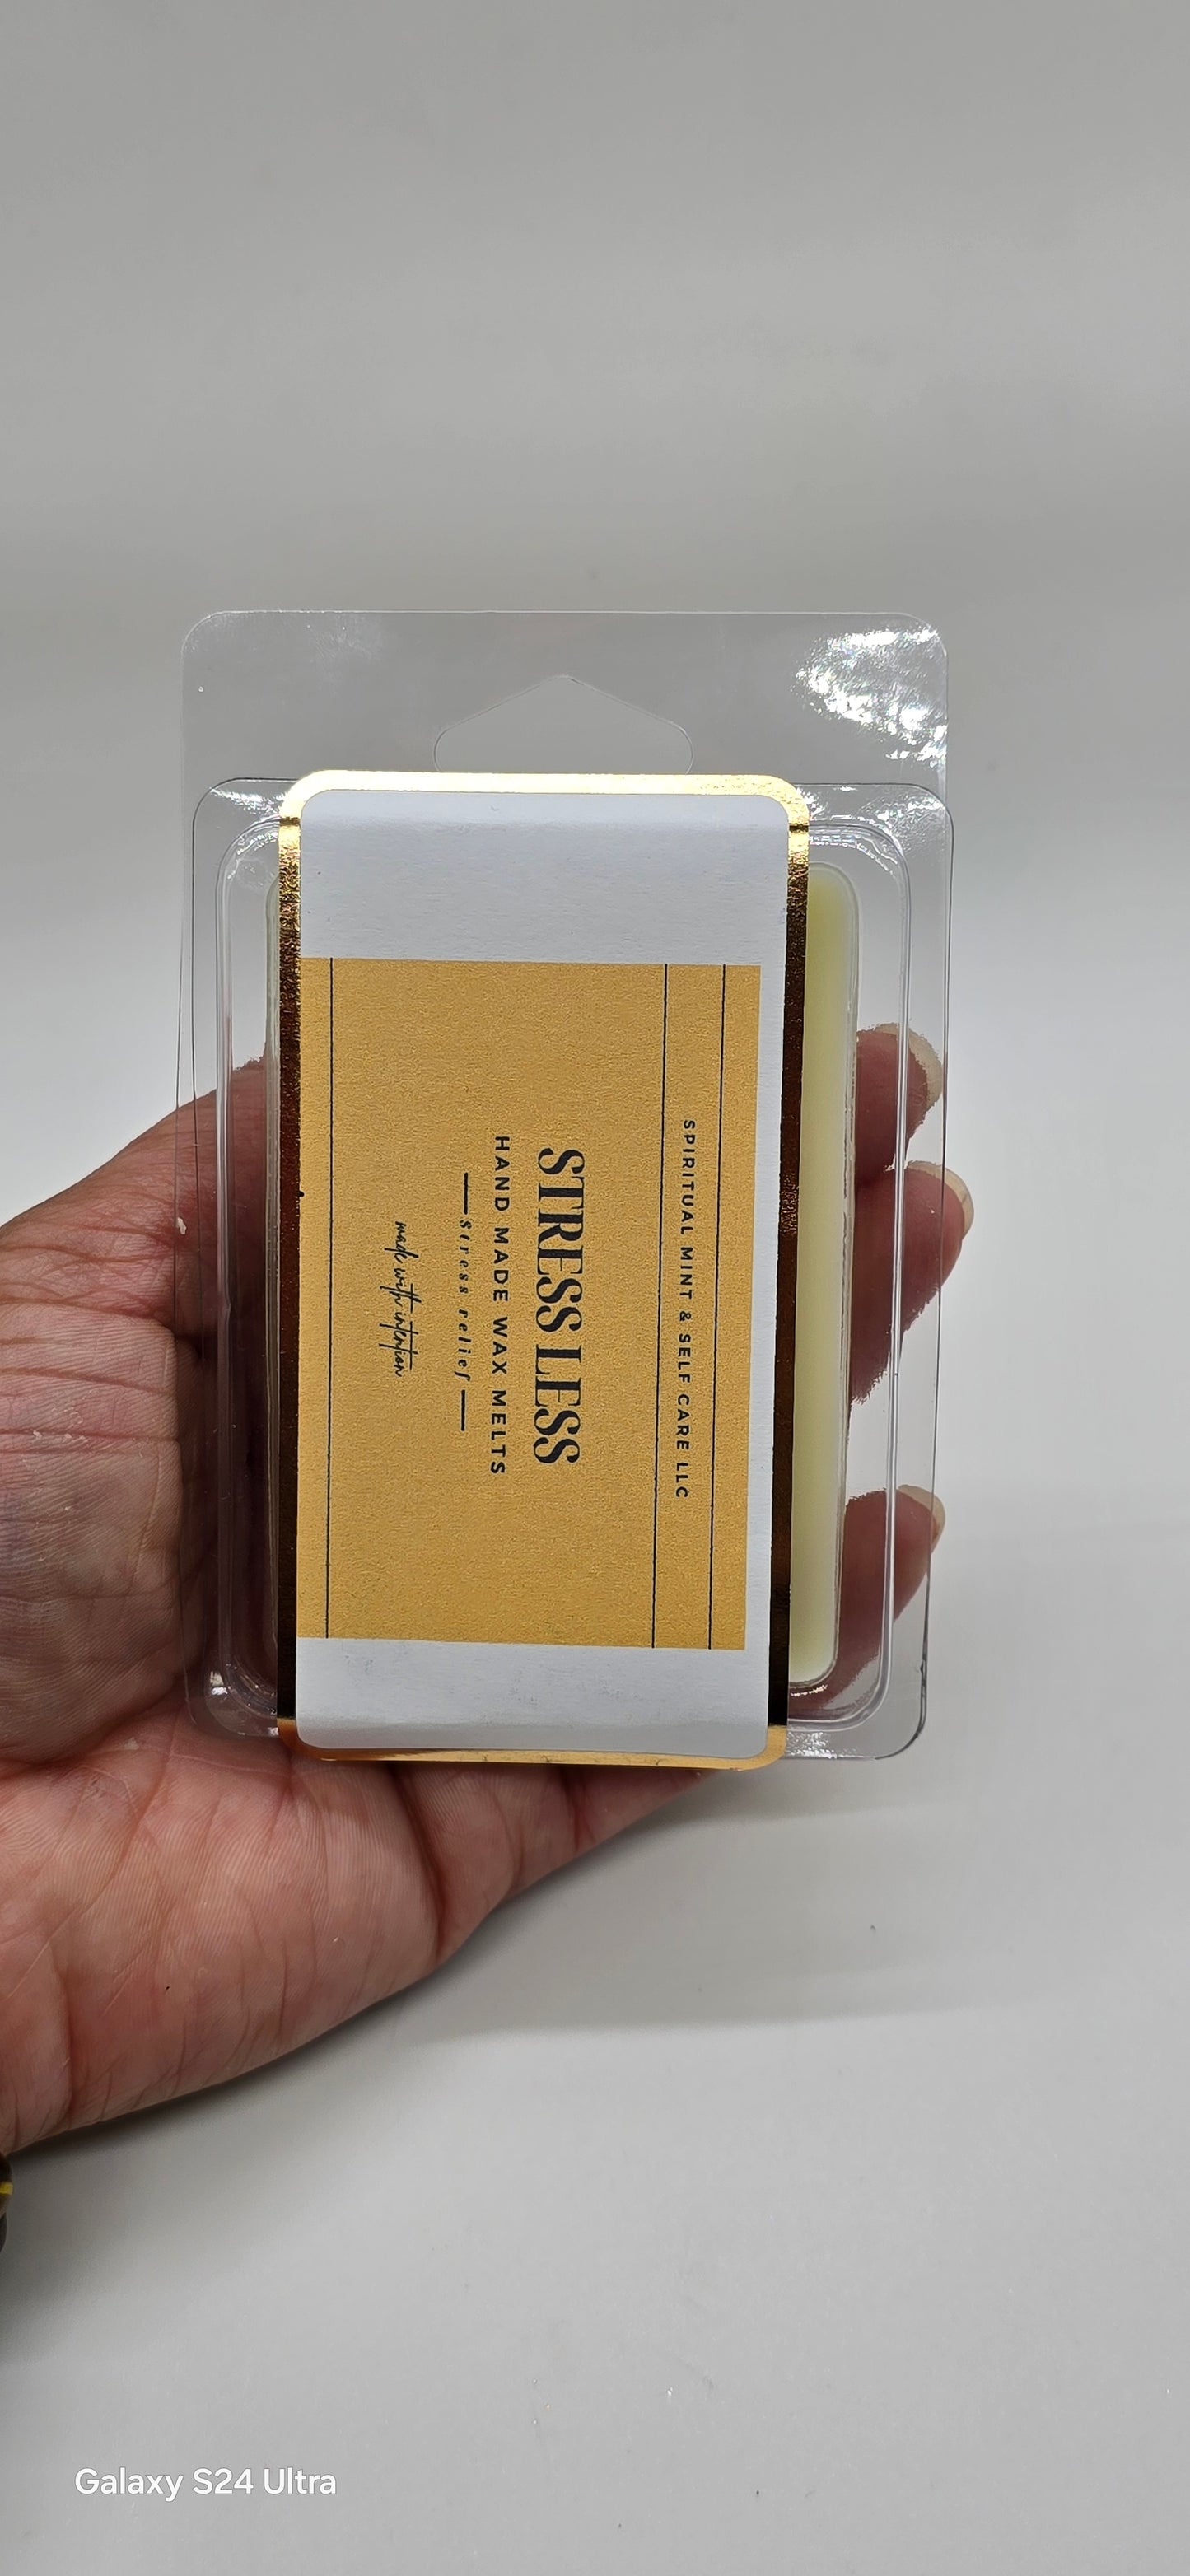 SPIRITUAL MINT & SELF CARE LLC
STRESS LESS
HAND MADE WAX MELTS
stress relief
made with intention
Galaxy S24 Ultra